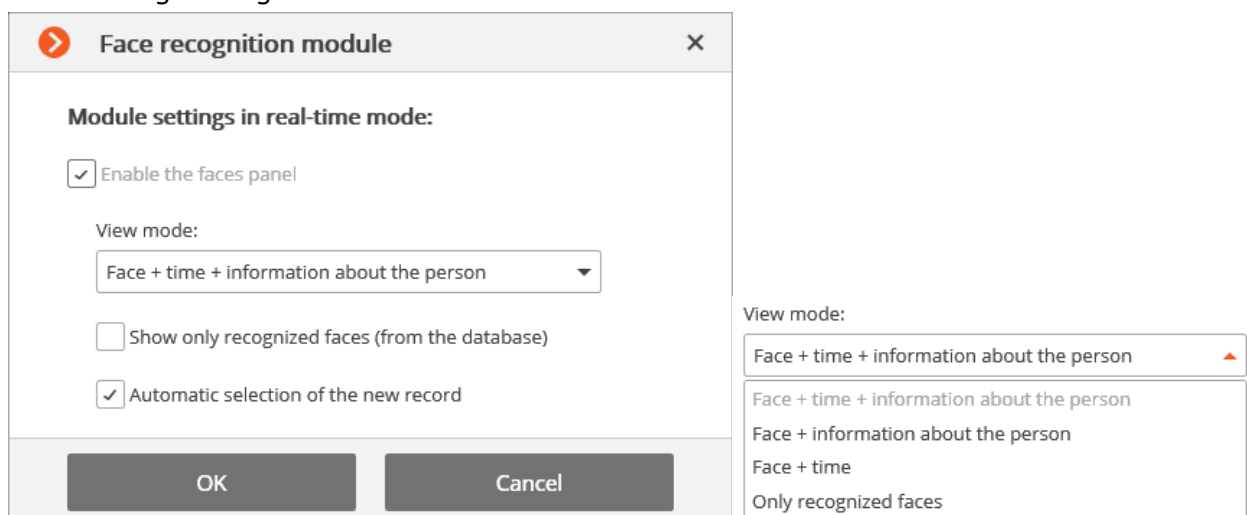 Face recognition module
Module settings in real-time mode:
Enable the faces panel
View mode:
Face + time + information about the person
Show only recognized faces (from the database)
Automatic selection of the new record
OK Cancel
View mode:
Face + time + information about the person
Face + time + information about the person
Face + information about the person
Face + time
Only recognized faces